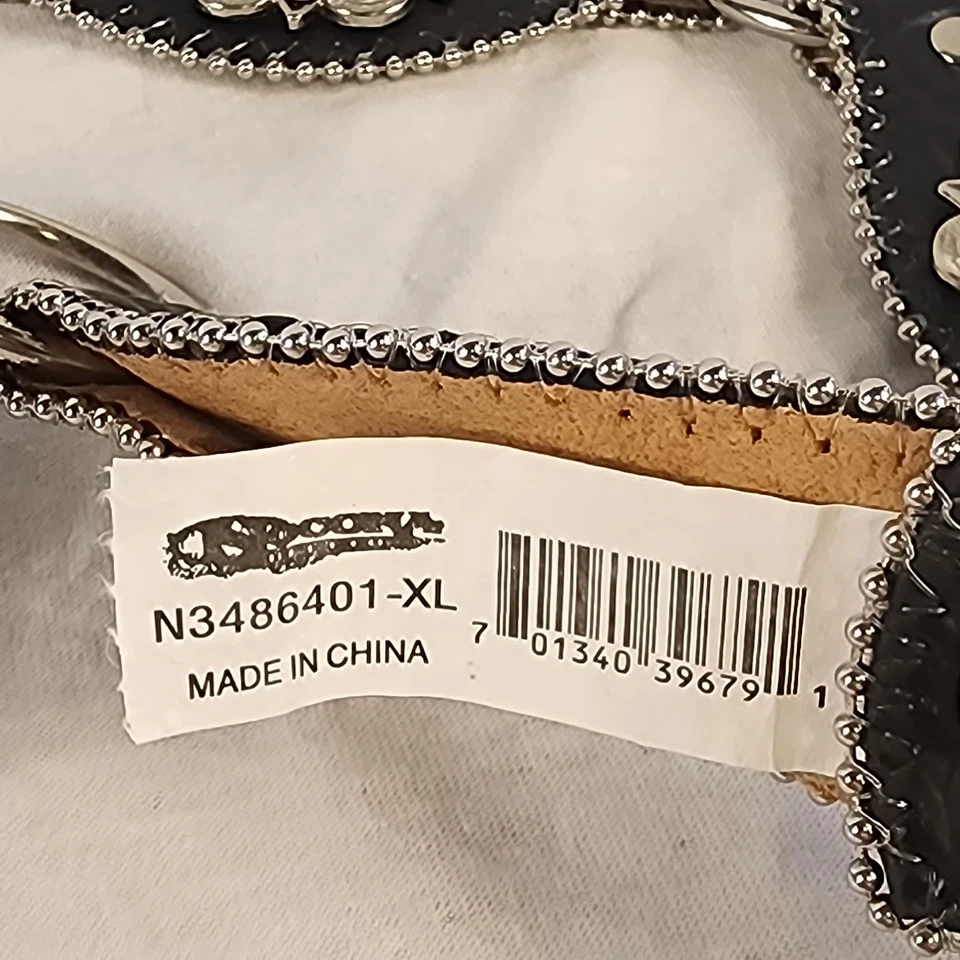 N3486401-XL
MADE IN CHINA
7 01340 39679 1